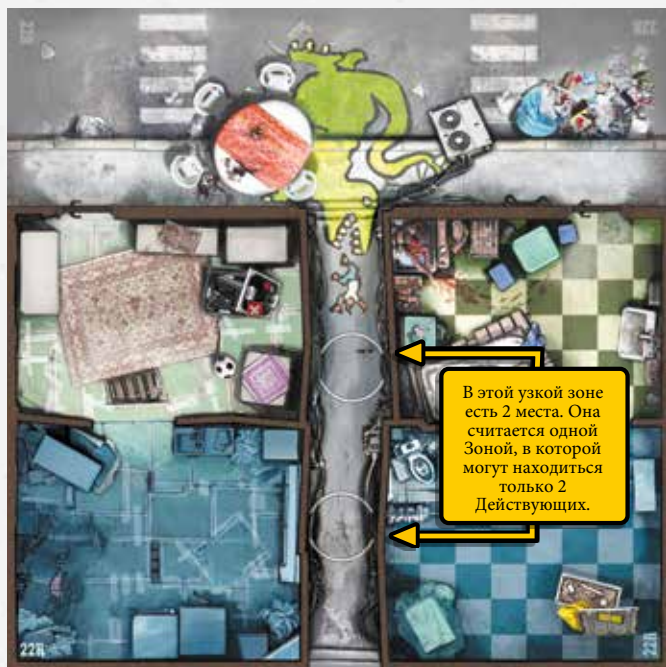 В этой узкой зоне
есть 2 места. Она
считается одной
Зоной, в которой
могут находиться
только 2
Действующих.
22R
22R